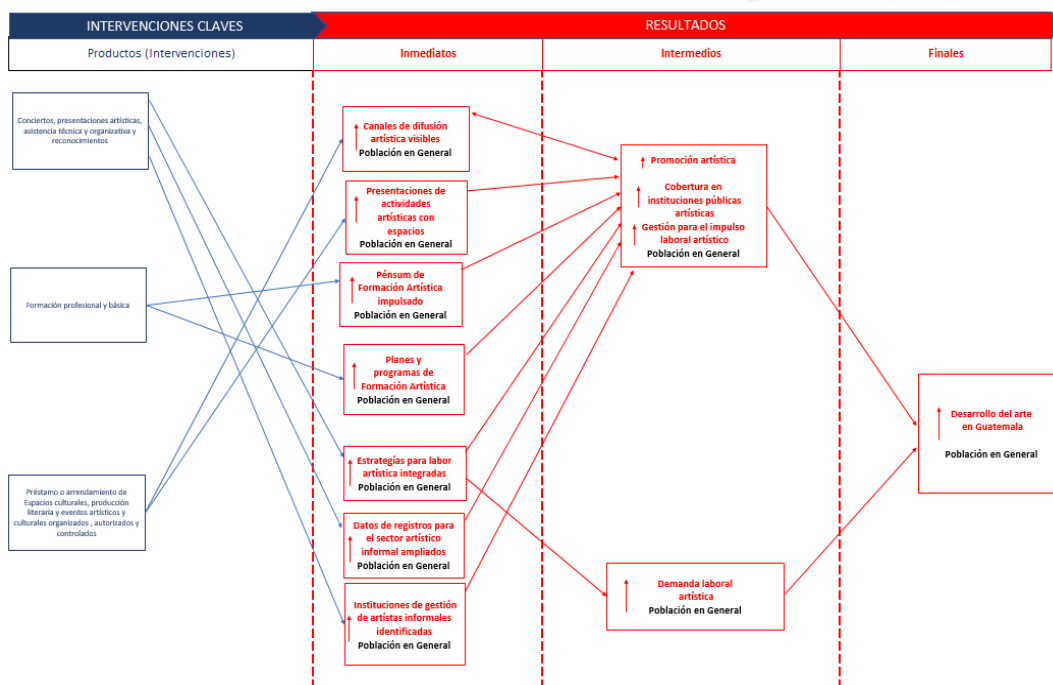 INTERVENCIONES CLAVES
RESULTADOS
Productos (Intervenciones)
Inmediatos
Intermedios
Finales
Conciertos, presentaciones artísticas,
asistencia técnica y organizativa y
reconocimientos
Formación profesional y básica
Préstamo o arrendamiento de
Espacios culturales, producción
literaria y eventos artísticos y
culturales organizados , autorizados y
controlados
Canales de difusión
artística visibles
Población en General
Presentaciones de
actividades
artísticas con
espacios
Población en General
Pénsum de
Formación Artística
impulsado
Población en General
Planes y
programas de
Formación Artística
Población en General
Estrategías para labor
artística integradas
Población en General
Datos de registros para
el sector artístico
informal ampliados
Población en General
Instituciones de gestión
de artístas informales
identificadas
Población en General
Promoción artística
Cobertura en
instituciones públicas
artísticas
Gestión para el impulso
laboral artístico
Población en General
Demanda laboral
artística
Población en General
Desarrollo del arte
en Guatemala
Población en General